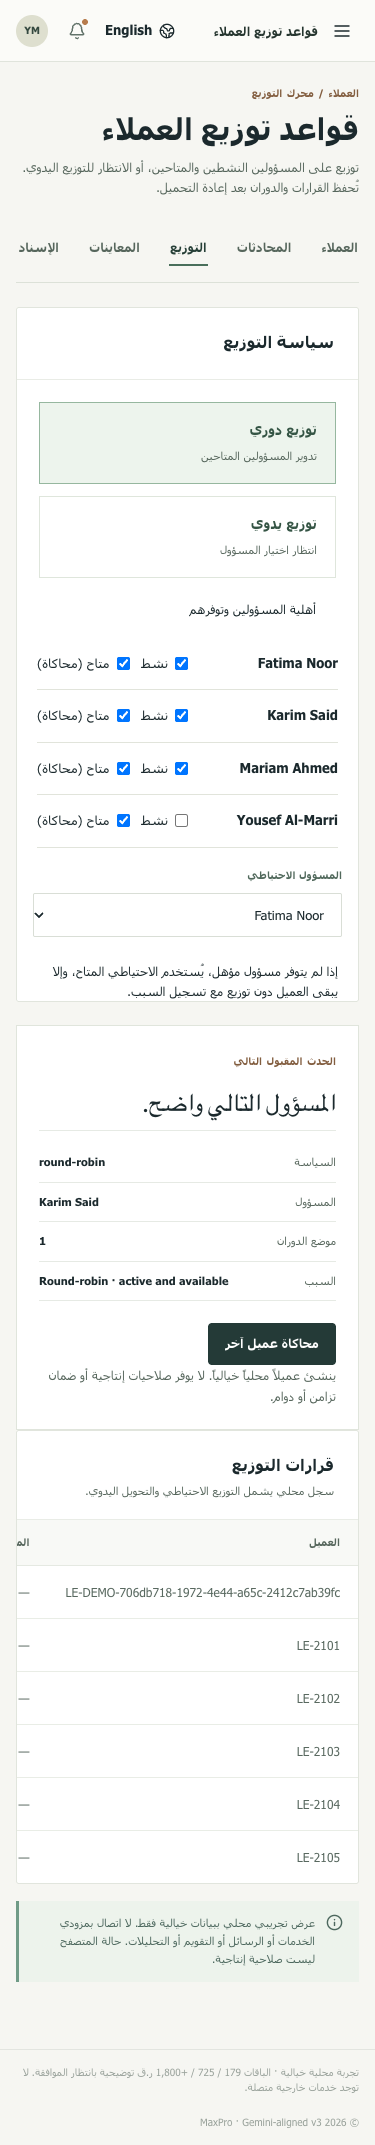 قواعد توزيع العملاء
English
YM
العملاء / محرك التوزيع
قواعد توزيع العملاء
توزيع على المسؤولين النشطين والمتاحين، أو الانتظار للتوزيع اليدوي.
تُحفظ القرارات والدوران بعد إعادة التحميل.
العملاء المحادثات التوزيع المعاينات الإسناد
سياسة التوزيع
توزيع دوري
تدوير المسؤولين المتاحين
توزيع يدوي
انتظار اختيار المسؤول
أهلية المسؤولين وتوفرهم
Fatima Noor نشط متاح (محاكاة)
Karim Said نشط متاح (محاكاة)
Mariam Ahmed نشط متاح (محاكاة)
Yousef Al-Marri نشط متاح (محاكاة)
المسؤول الاحتياطي
Fatima Noor
إذا لم يتوفر مسؤول مؤهل، يُستخدم الاحتياطي المتاح، وإلا
يبقى العميل دون توزيع مع تسجيل السبب.
الحدث المقبول التالي
المسؤول التالي واضح.
السياسة round-robin
المسؤول Karim Said
موضع الدوران 1
السبب Round-robin · active and available
محاكاة عميل آخر
ينشئ عميلاً محلياً خيالياً. لا يوفر صلاحيات إنتاجية أو ضمان
تزامن أو دوام.
قرارات التوزيع
سجل محلي يشمل التوزيع الاحتياطي والتحويل اليدوي.
العميل الم
LE-DEMO-706db718-1972-4e44-a65c-2412c7ab39fc —
LE-2101 —
LE-2102 —
LE-2103 —
LE-2104 —
LE-2105 —
عرض تجريبي محلي ببيانات خيالية فقط. لا اتصال بمزودي
الخدمات أو الرسائل أو التقويم أو التحليلات. حالة المتصفح
ليست صلاحية إنتاجية.
تجربة محلية خيالية · الباقات 179 / 725 / +1,800 ر.ق توضيحية بانتظار الموافقة. لا
توجد خدمات خارجية متصلة.
© 2026 MaxPro · Gemini-aligned v3